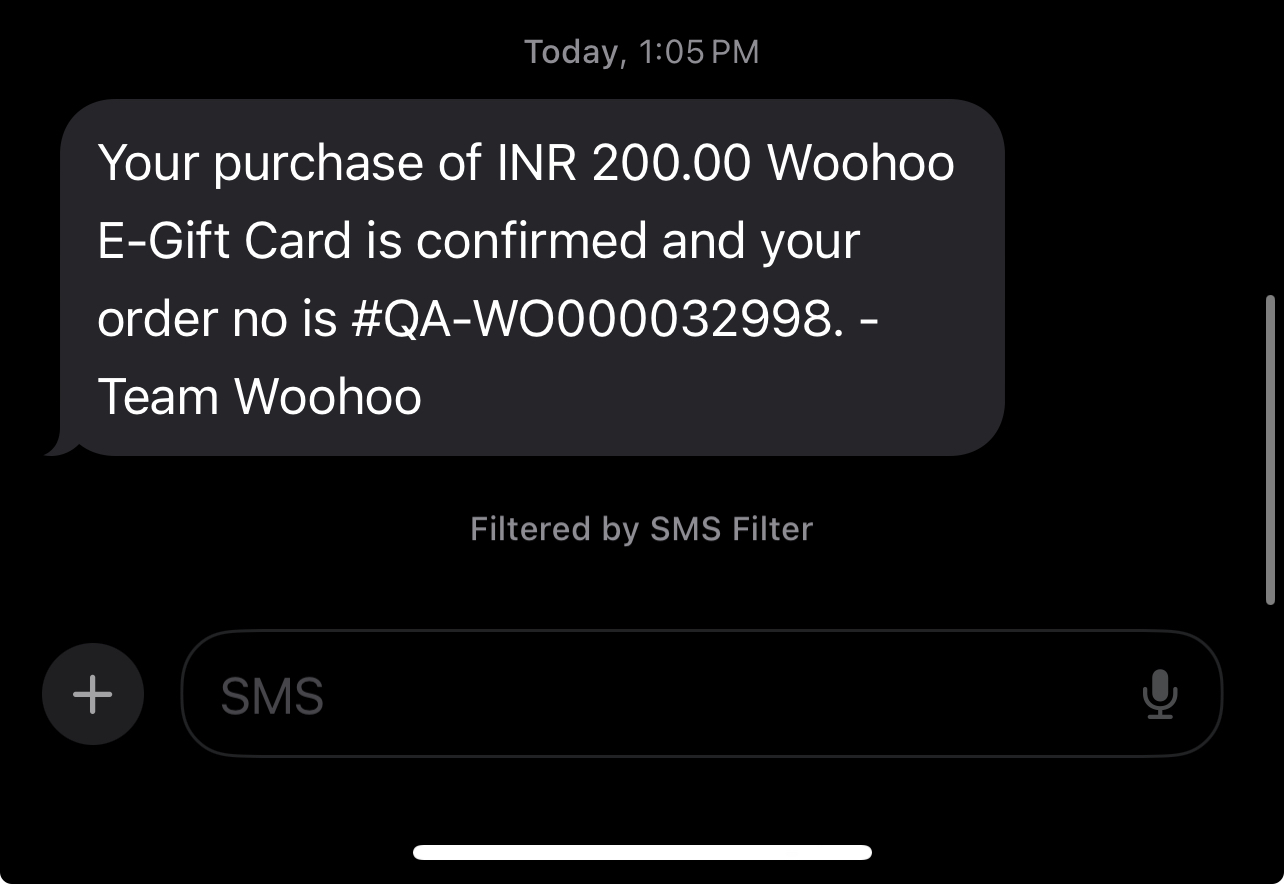 Today, 1:05 PM
Your purchase of INR 200.00 Woohoo
E-Gift Card is confirmed and your
order no is #QA-WO000032998. -
Team Woohoo
Filtered by SMS Filter
SMS